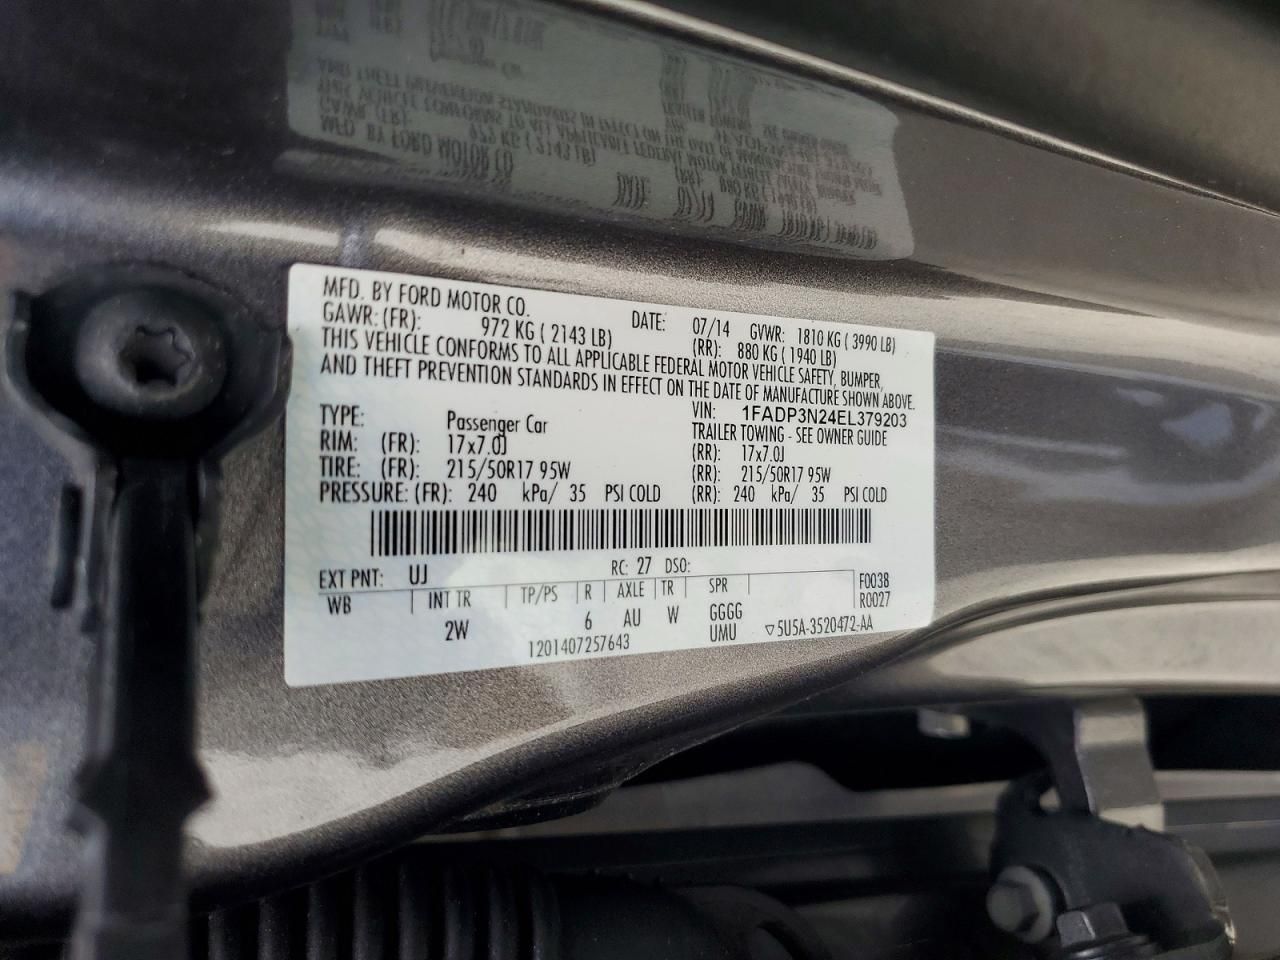 MFD. BY FORD MOTOR CO.
DATE: 07/14 GVWR: 1810 KG ( 3990 LB)
GAWR: (FR): 972 KG ( 2143 LB) (RR): 880 KG ( 1940 LB)
THIS VEHICLE CONFORMS TO ALL APPLICABLE FEDERAL MOTOR VEHICLE SAFETY, BUMPER,
AND THEFT PREVENTION STANDARDS IN EFFECT ON THE DATE OF MANUFACTURE SHOWN ABOVE.
VIN: 1FADP3N24EL379203
TYPE: Passenger Car TRAILER TOWING - SEE OWNER GUIDE
RIM: (FR): 17x7.0J (RR): 17x7.0J
TIRE: (FR): 215/50R17 95W (RR): 215/50R17 95W
PRESSURE: (FR): 240 kPa/ 35 PSI COLD (RR): 240 kPa/ 35 PSI COLD
EXT PNT: UJ RC: 27 DSO: F0038
WB INT TR TP/PS R AXLE TR SPR R0027
2W 6 AU W GGGG
UMU
1201407257643 ▽5U5A-3520472-AA